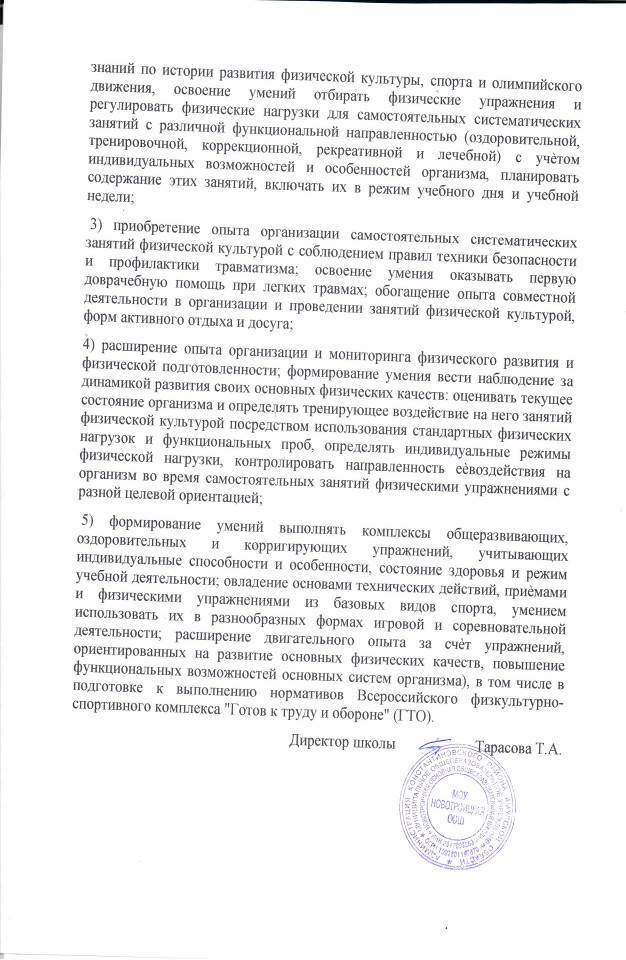 знаний по истории развития физической культуры, спорта и олимпийского
движения, освоение умений отбирать физические упражнения и
регулировать физические нагрузки для самостоятельных систематических
занятий с различной функциональной направленностью (оздоровительной,
тренировочной, коррекционной, рекреативной и лечебной) с учѐтом
индивидуальных возможностей и особенностей организма, планировать
содержание этих занятий, включать их в режим учебного дня и учебной
недели;
3) приобретение опыта организации самостоятельных систематических
занятий физической культурой с соблюдением правил техники безопасности
и профилактики травматизма; освоение умения оказывать первую
доврачебную помощь при легких травмах; обогащение опыта совместной
деятельности в организации и проведении занятий физической культурой,
форм активного отдыха и досуга;
4) расширение опыта организации и мониторинга физического развития и
физической подготовленности; формирование умения вести наблюдение за
динамикой развития своих основных физических качеств: оценивать текущее
состояние организма и определять тренирующее воздействие на него занятий
физической культурой посредством использования стандартных физических
нагрузок и функциональных проб, определять индивидуальные режимы
физической нагрузки, контролировать направленность еѐвоздействия на
организм во время самостоятельных занятий физическими упражнениями с
разной целевой ориентацией;
5) формирование умений выполнять комплексы общеразвивающих,
оздоровительных и корригирующих упражнений, учитывающих
индивидуальные способности и особенности, состояние здоровья и режим
учебной деятельности; овладение основами технических действий, приѐмами
и физическими упражнениями из базовых видов спорта, умением
использовать их в разнообразных формах игровой и соревновательной
деятельности; расширение двигательного опыта за счѐт упражнений,
ориентированных на развитие основных физических качеств, повышение
функциональных возможностей основных систем организма), в том числе в
подготовке к выполнению нормативов Всероссийского физкультурно-
спортивного комплекса "Готов к труду и обороне" (ГТО).
Директор школы Тарасова Т.А.
АДМИНИСТРАЦИЯ КОНСТАНТИНОВСКОГО РАЙОНА АМУРСКОЙ ОБЛАСТИ
МОУ
НОВОТРОИЦКАЯ
ООШ